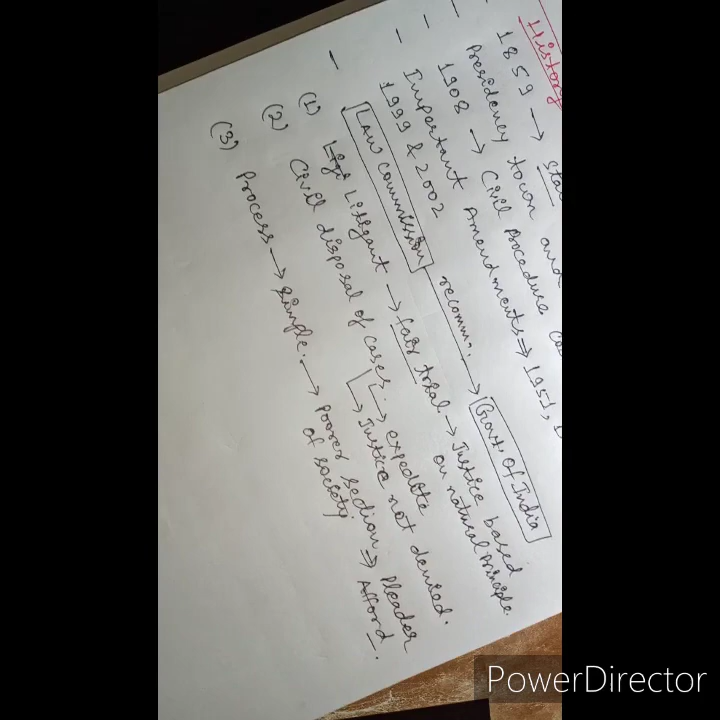 History
1859 →
Presidency town and
1908 → Civil Procedure
Important Amendments ⇒ 1951,
1999 & 2002
Law commission recomm. → Govt. of India
(1) Litigant → fair trial → Justice based
on natural principle.
(2) Civil disposal of cases → expedite
→ Justice not denied.
(3) Process → simple. → Poorer section ⇒ Pleader
of society Afford
PowerDirector